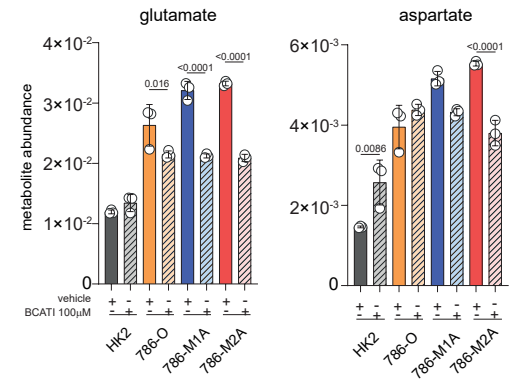 glutamate
aspartate
metabolite abundance
4×10⁻²
3×10⁻²
2×10⁻²
1×10⁻²
0
0.016
<0.0001
<0.0001
6×10⁻³
4×10⁻³
2×10⁻³
0
0.0086
<0.0001
vehicle + - + - + - + -
BCATI 100μM - + - + - + - +
HK2
786-O
786-M1A
786-M2A
+ - + - + - + -
- + - + - + - +
HK2
786-O
786-M1A
786-M2A